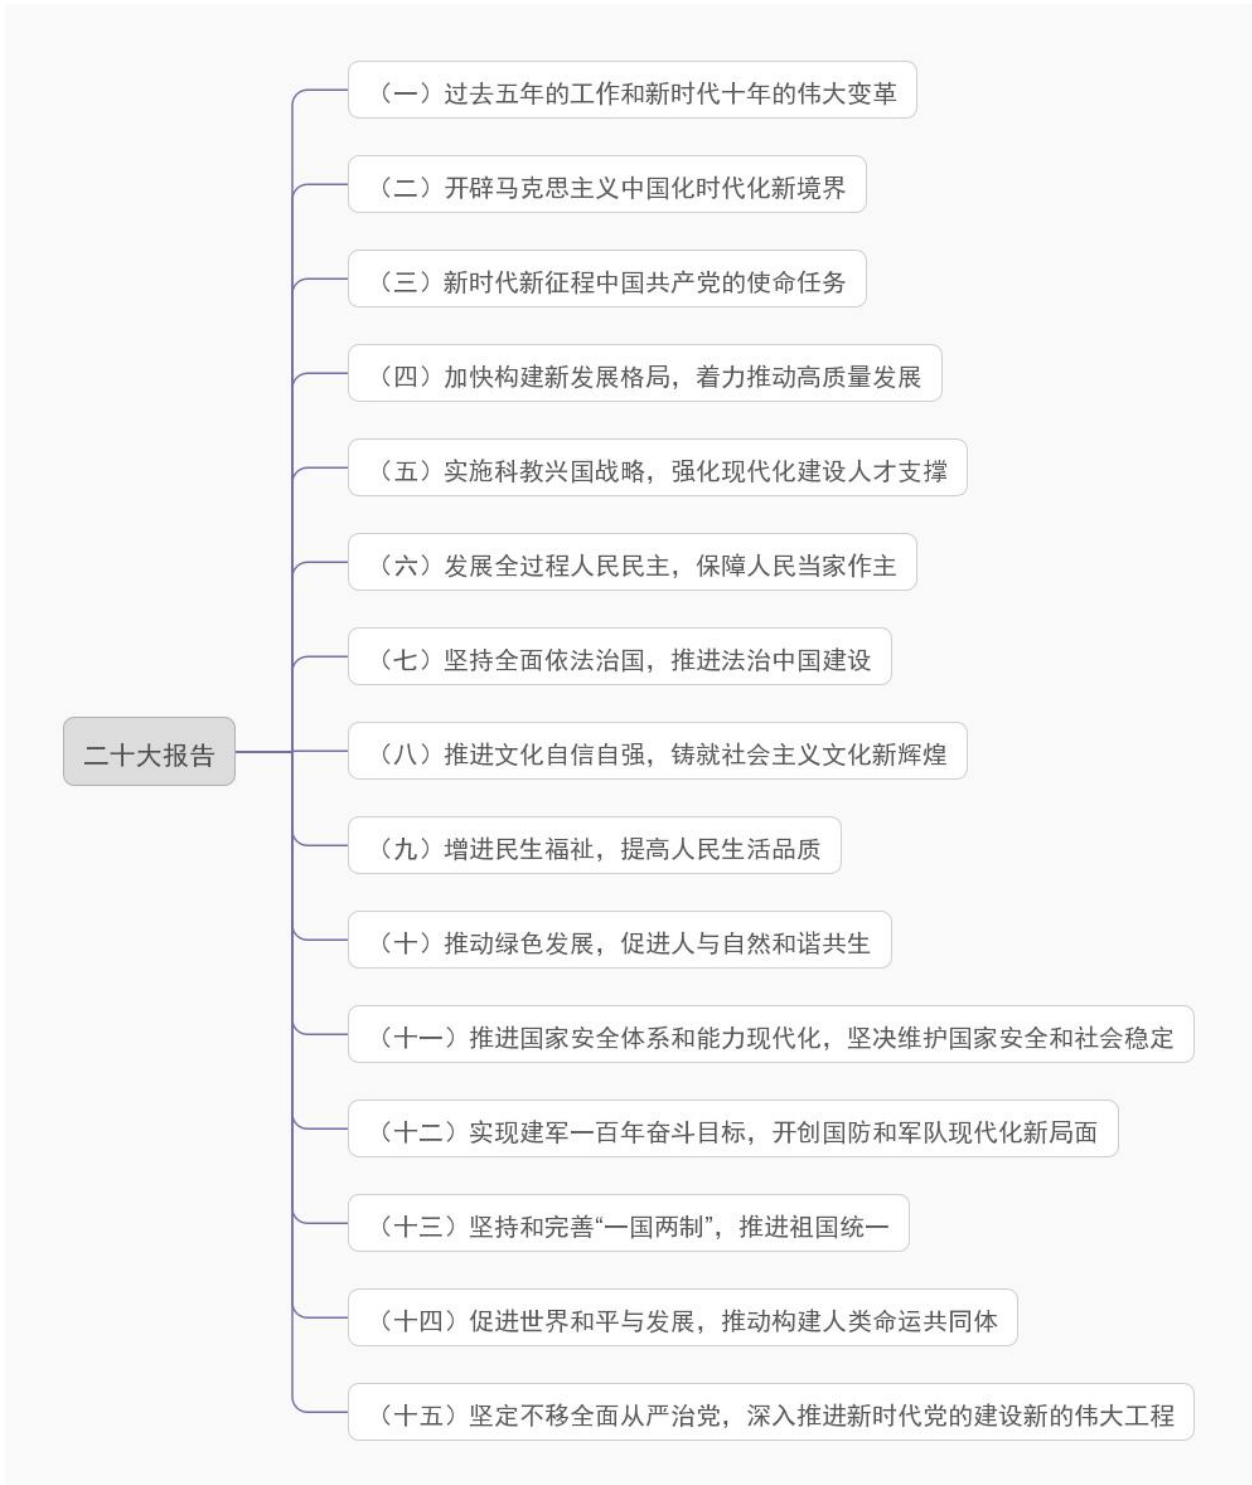 (一)过去五年的工作和新时代十年的伟大变革
(二)开辟马克思主义中国化时代化新境界
(三)新时代新征程中国共产党的使命任务
(四)加快构建新发展格局，着力推动高质量发展
(五)实施科教兴国战略，强化现代化建设人才支撑
(六)发展全过程人民民主，保障人民当家作主
(七)坚持全面依法治国，推进法治中国建设
二十大报告
(八)推进文化自信自强，铸就社会主义文化新辉煌
(九)增进民生福祉，提高人民生活品质
(十)推动绿色发展，促进人与自然和谐共生
(十一)推进国家安全体系和能力现代化，坚决维护国家安全和社会稳定
(十二)实现建军一百年奋斗目标，开创国防和军队现代化新局面
(十三)坚持和完善“一国两制”，推进祖国统一
(十四)促进世界和平与发展，推动构建人类命运共同体
(十五)坚定不移全面从严治党，深入推进新时代党的建设新的伟大工程